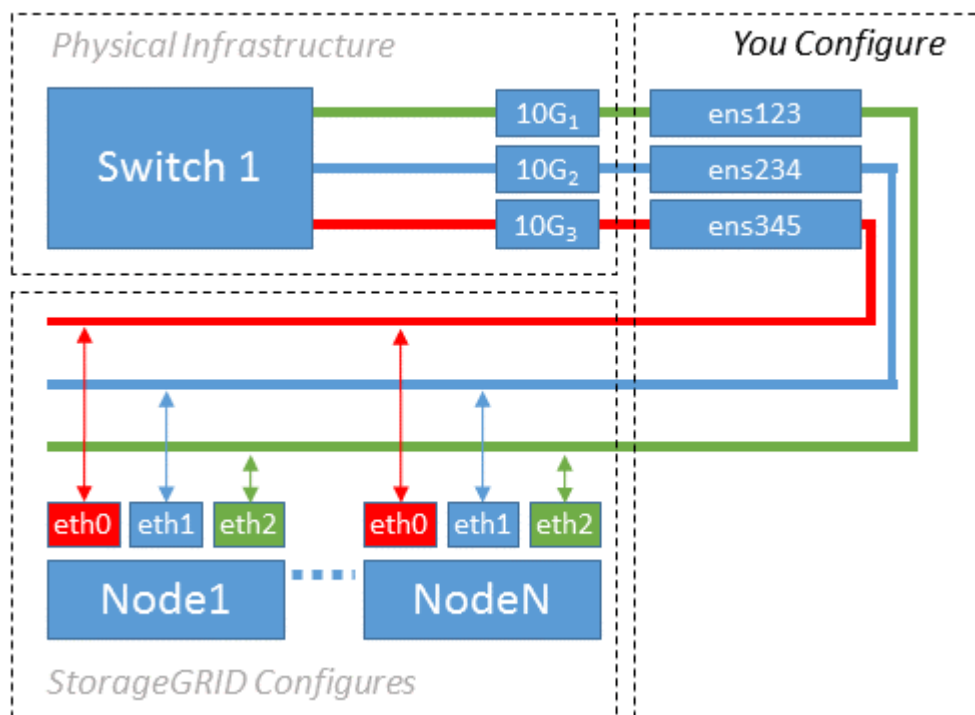 Physical Infrastructure
You Configure
Switch 1
10G₁
ens123
10G₂
ens234
10G₃
ens345
eth0
eth1
eth2
eth0
eth1
eth2
Node1
NodeN
StorageGRID Configures